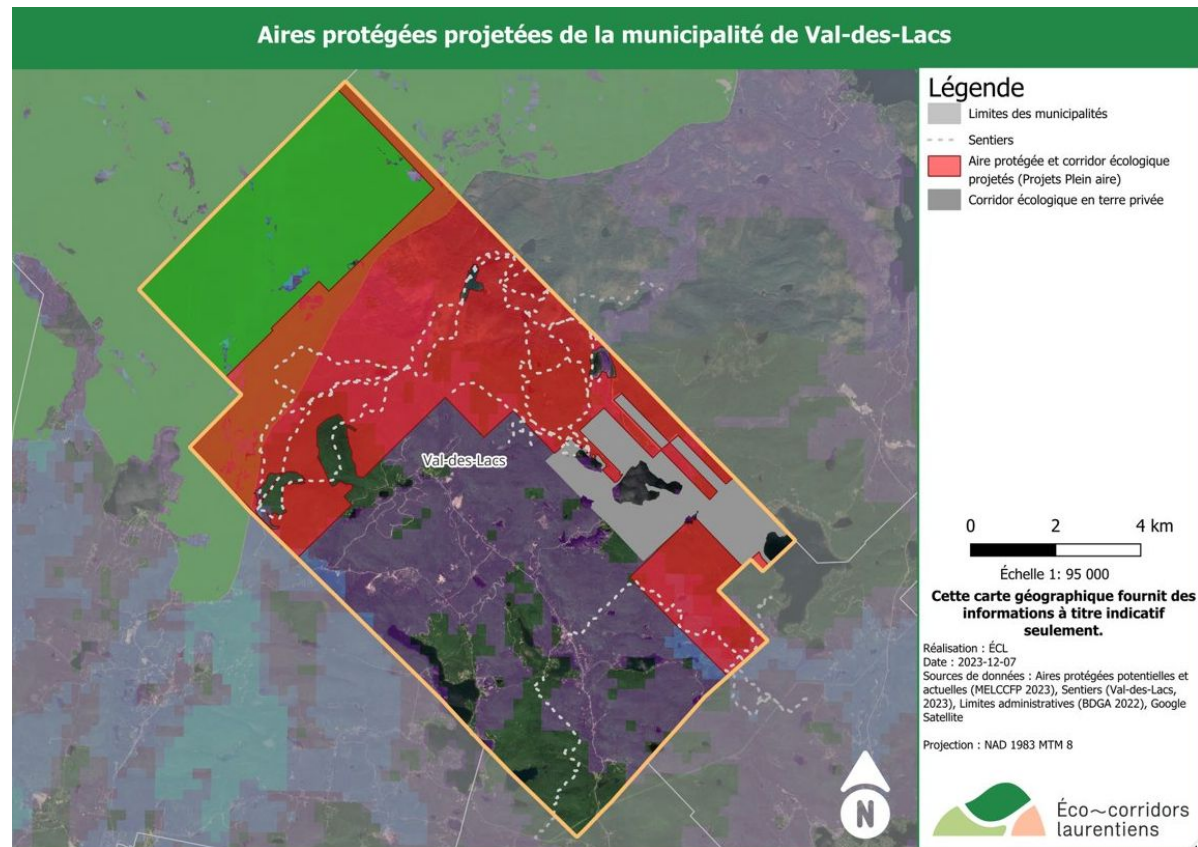 Aires protégées projetées de la municipalité de Val-des-Lacs
Val-des-Lacs
Légende
Limites des municipalités
Sentiers
Aire protégée et corridor écologique
projetés (Projets Plein aire)
Corridor écologique en terre privée
0 2 4 km
Échelle 1: 95 000
Cette carte géographique fournit des
informations à titre indicatif
seulement.
Réalisation : ÉCL
Date : 2023-12-07
Sources de données : Aires protégées potentielles et
actuelles (MELCCFP 2023), Sentiers (Val-des-Lacs,
2023), Limites administratives (BDGA 2022), Google
Satellite
Projection : NAD 1983 MTM 8
N
Éco~corridors
laurentiens